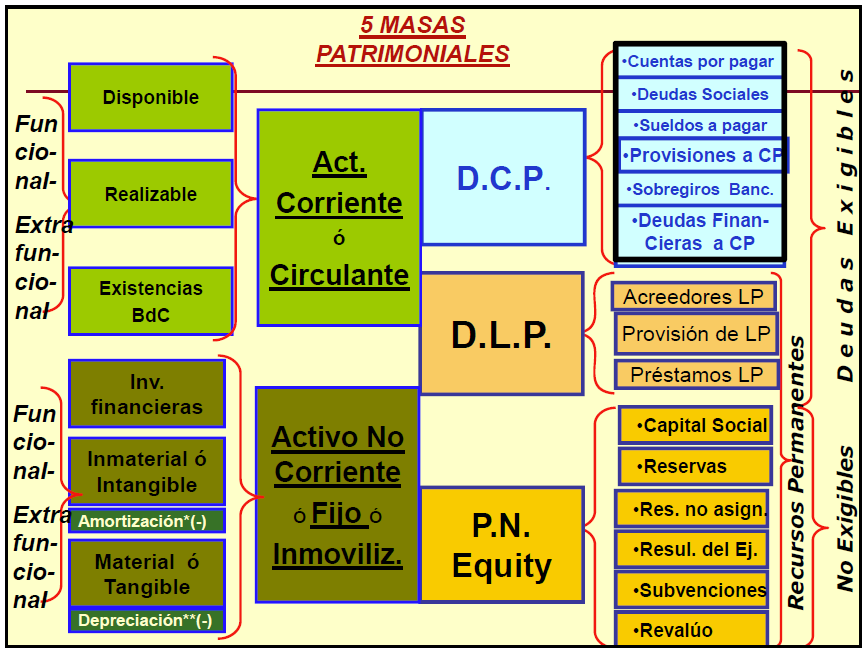 5 MASAS
PATRIMONIALES
Fun
cio-
nal-
Extra
fun-
cio-
nal
Disponible
Realizable
Existencias
BdC
Act.
Corriente
ó
Circulante
Fun
cio-
nal-
Extra
fun-
cio-
nal
Inv.
financieras
Inmaterial ó
Intangible
Amortización*(-)
Material ó
Tangible
Depreciación**(-)
Activo No
Corriente
ó Fijo ó
Inmoviliz.
D.C.P.
•Cuentas por pagar
•Deudas Sociales
•Sueldos a pagar
•Provisiones a CP
•Sobregiros Banc.
•Deudas Finan-
Cieras a CP
D.L.P.
Acreedores LP
Provisión de LP
Préstamos LP
P.N.
Equity
•Capital Social
•Reservas
•Res. no asign.
•Resul. del Ej.
•Subvenciones
•Revalúo
Recursos Permanentes
Deudas Exigibles
No Exigibles